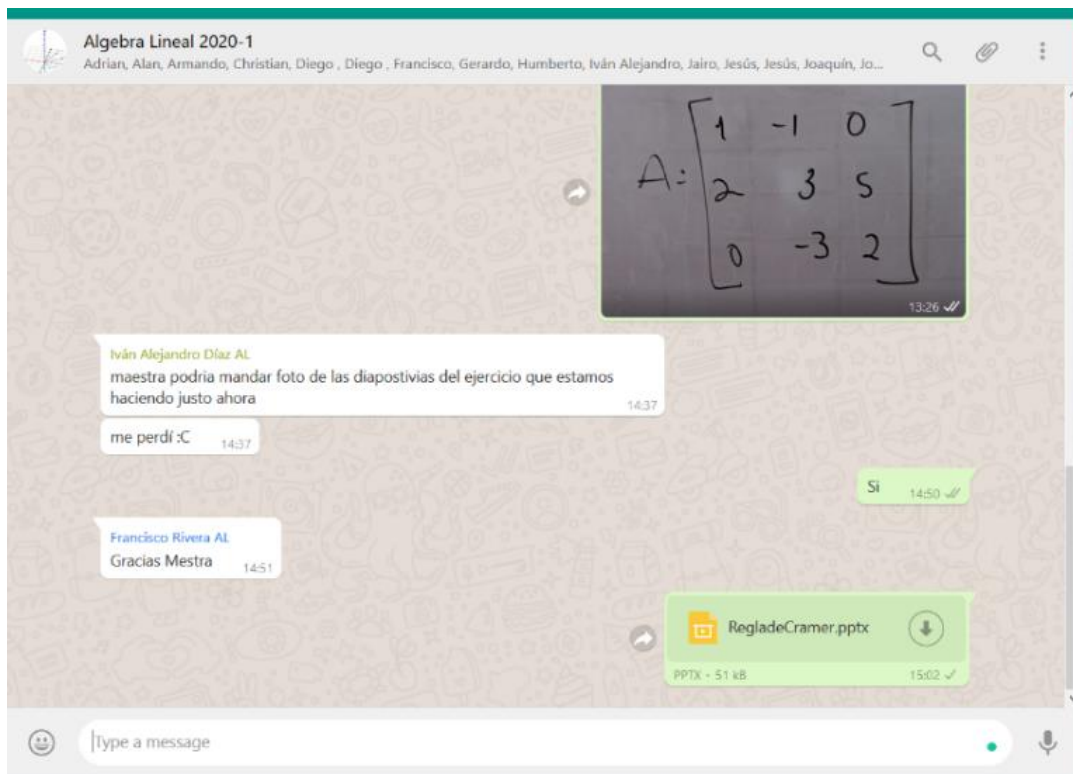 Algebra Lineal 2020-1
Adrian, Alan, Armando, Christian, Diego , Diego , Francisco, Gerardo, Humberto, Iván Alejandro, Jairo, Jesús, Jesús, Joaquín, Jo...
A:
1 -1 0
2 3 5
0 -3 2
13:26
Iván Alejandro Díaz AL
maestra podria mandar foto de las diapostivias del ejercicio que estamos
haciendo justo ahora
14:37
me perdí :C 14:37
Si 14:50
Francisco Rivera AL
Gracias Mestra 14:51
RegladeCramer.pptx
PPTX • 51 kB 15:02
Type a message